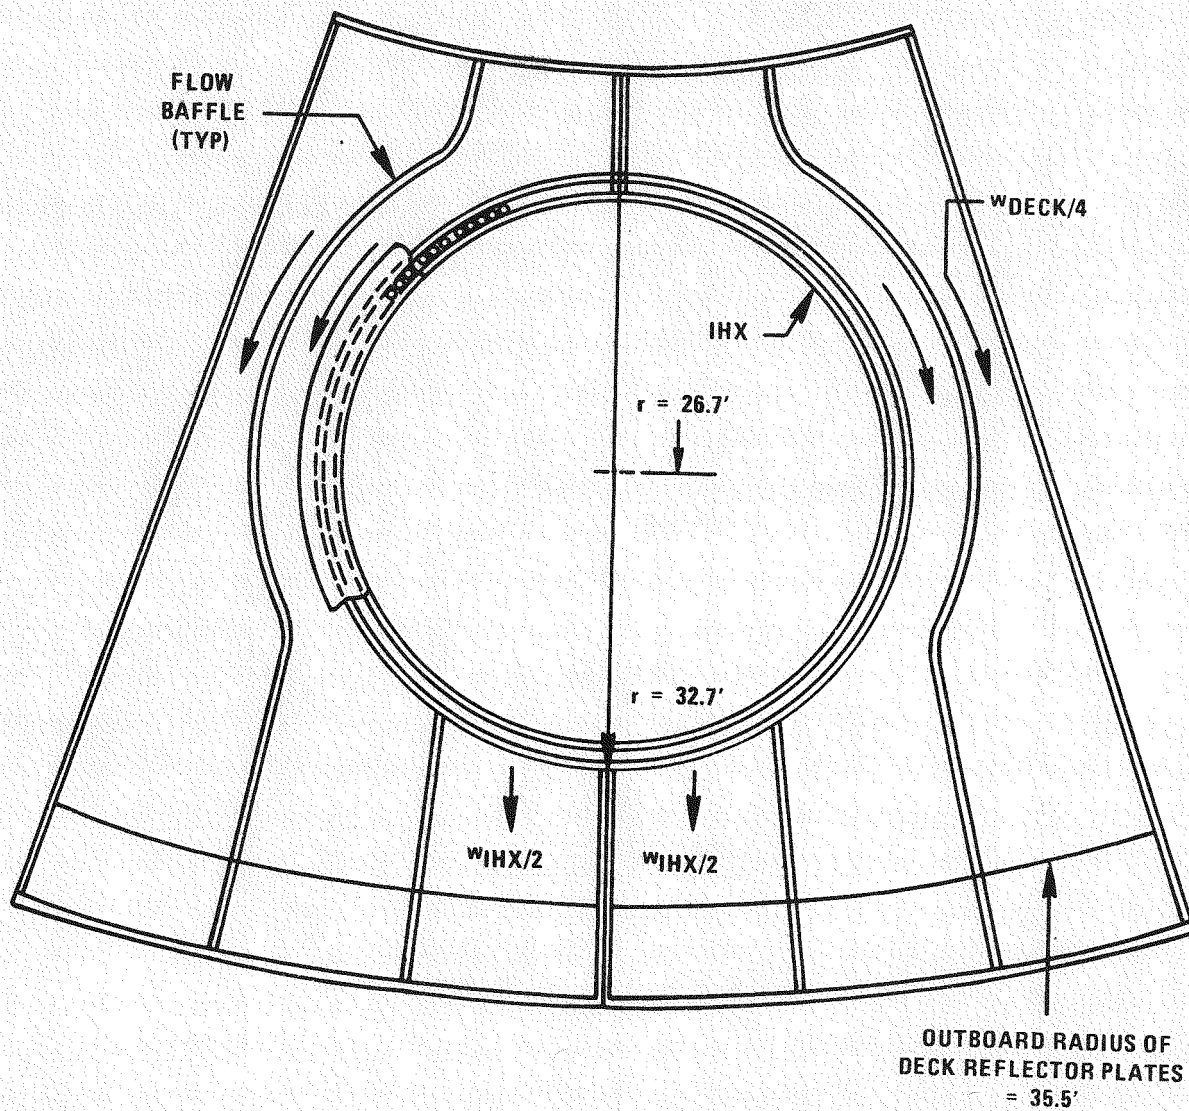 FLOW
BAFFLE
(TYP)
wDECK/4
IHX
r = 26.7'
r = 32.7'
wIHX/2
wIHX/2
OUTBOARD RADIUS OF
DECK REFLECTOR PLATES
= 35.5'